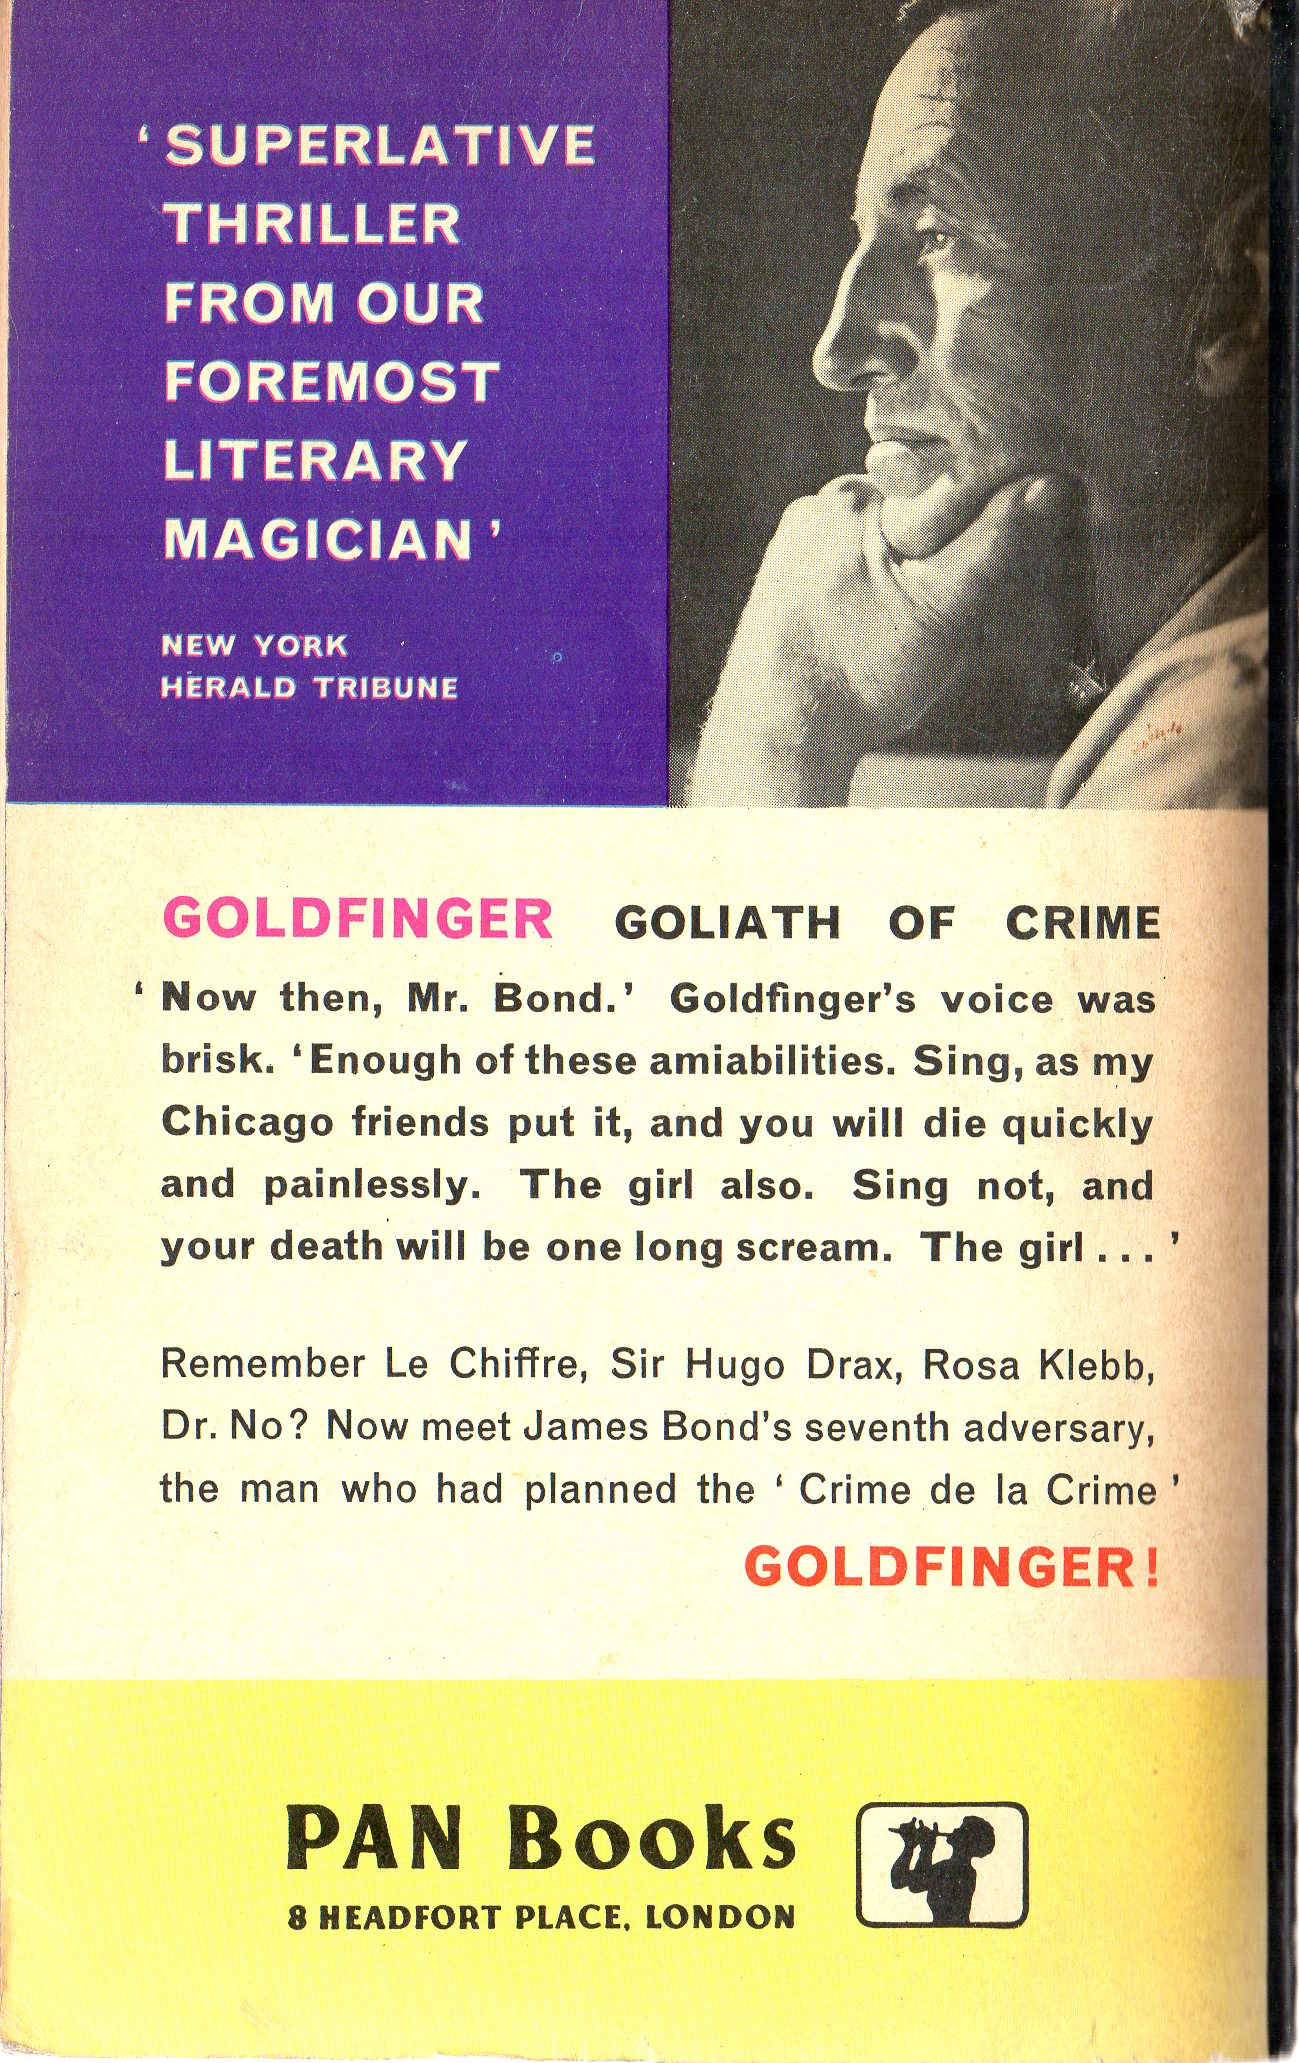 ‘SUPERLATIVE
THRILLER
FROM OUR
FOREMOST
LITERARY
MAGICIAN’
NEW YORK
HERALD TRIBUNE
GOLDFINGER GOLIATH OF CRIME
‘Now then, Mr. Bond.’ Goldfinger’s voice was
brisk. ‘Enough of these amiabilities. Sing, as my
Chicago friends put it, and you will die quickly
and painlessly. The girl also. Sing not, and
your death will be one long scream. The girl . . . ’
Remember Le Chiffre, Sir Hugo Drax, Rosa Klebb,
Dr. No? Now meet James Bond’s seventh adversary,
the man who had planned the ‘ Crime de la Crime ’
GOLDFINGER!
PAN Books
8 HEADFORT PLACE, LONDON